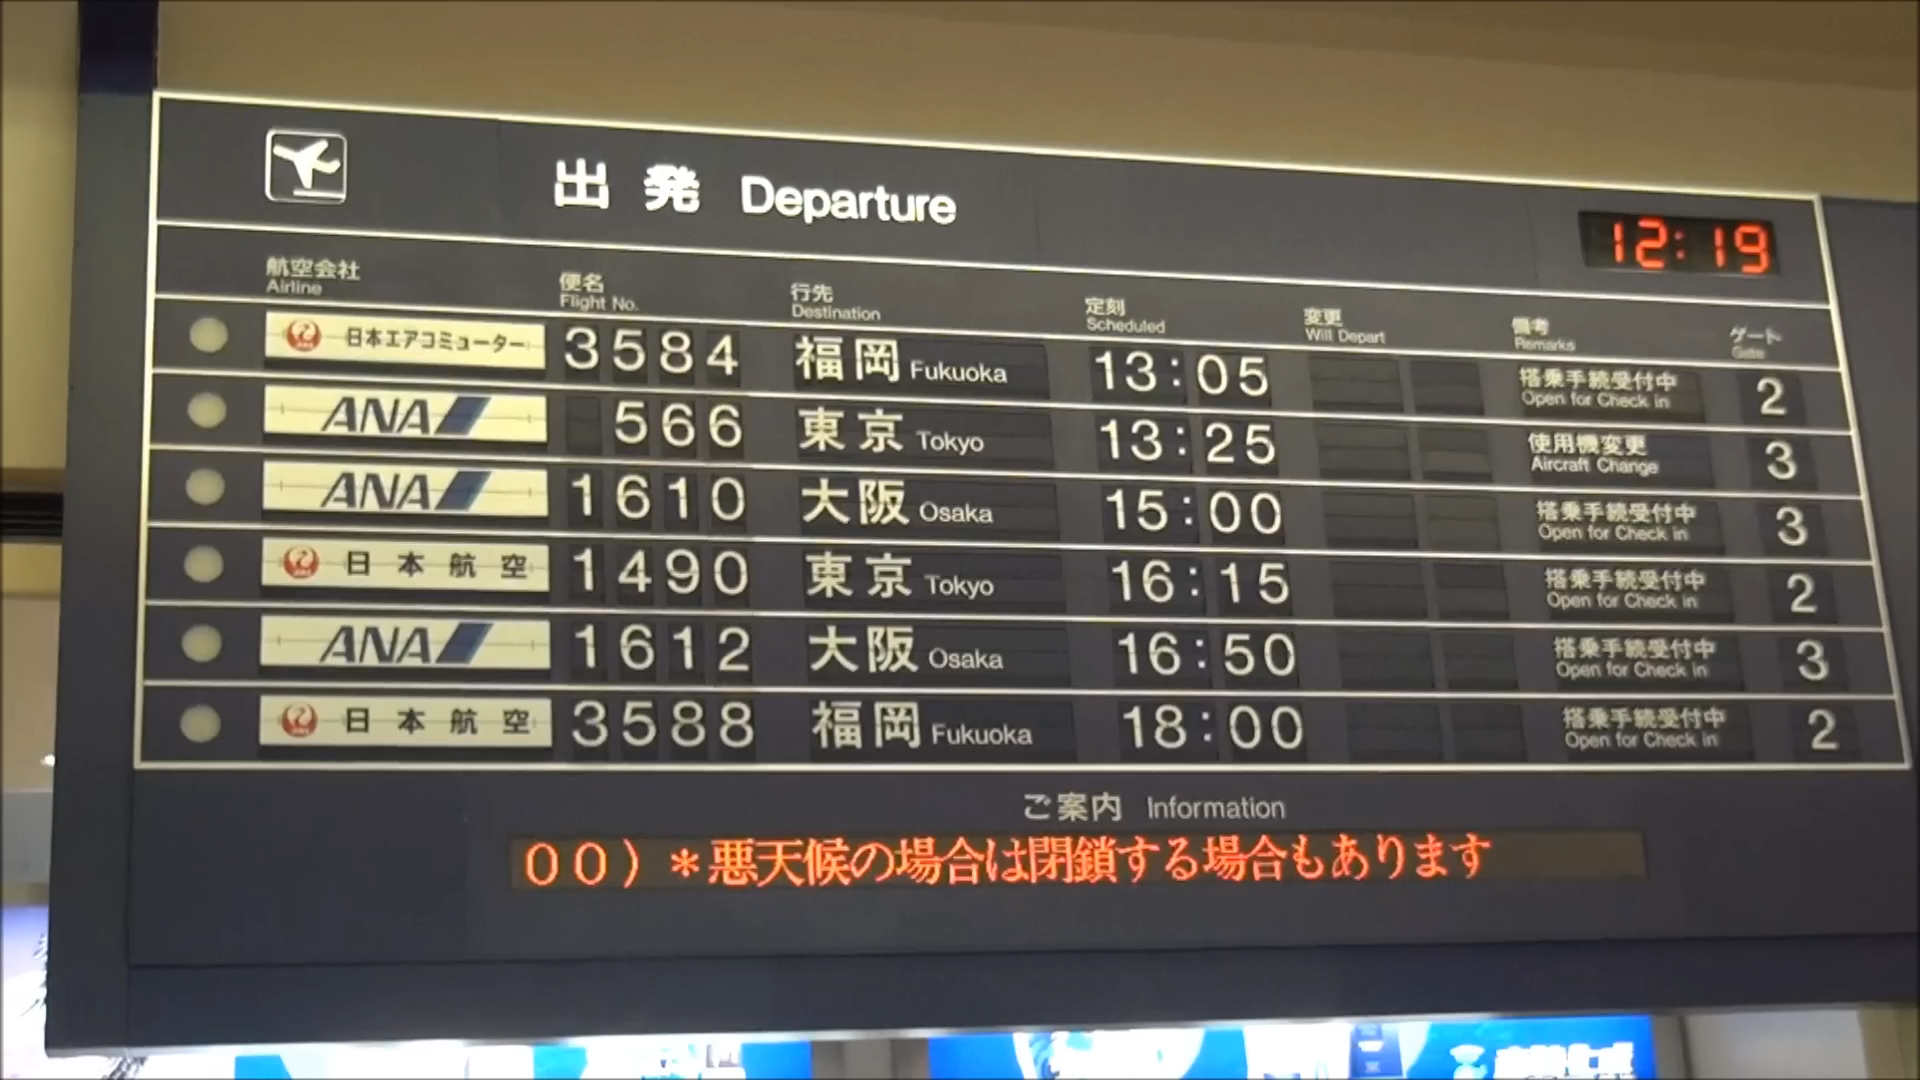 出発 Departure
12:19
航空会社 便名 行先 定刻 変更 備考 ゲート
Airline Flight No. Destination Scheduled Will Depart Remarks Gate
日本エアコミューター 3584 福岡 Fukuoka 13:05 搭乗手続受付中 Open for Check in 2
ANA 566 東京 Tokyo 13:25 使用機変更 Aircraft Change 3
ANA 1610 大阪 Osaka 15:00 搭乗手続受付中 Open for Check in 3
日本航空 1490 東京 Tokyo 16:15 搭乗手続受付中 Open for Check in 2
ANA 1612 大阪 Osaka 16:50 搭乗手続受付中 Open for Check in 3
日本航空 3588 福岡 Fukuoka 18:00 搭乗手続受付中 Open for Check in 2
ご案内 Information
00)*悪天候の場合は閉鎖する場合もあります